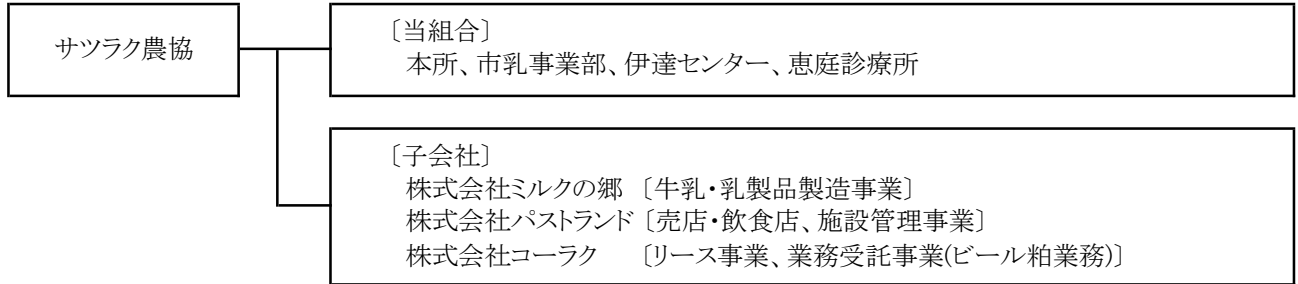 サツラク農協
〔当組合〕
本所、市乳事業部、伊達センター、恵庭診療所
〔子会社〕
株式会社ミルクの郷 〔牛乳・乳製品製造事業〕
株式会社パストランド 〔売店・飲食店、施設管理事業〕
株式会社コーラク 〔リース事業、業務受託事業(ビール粕業務)〕